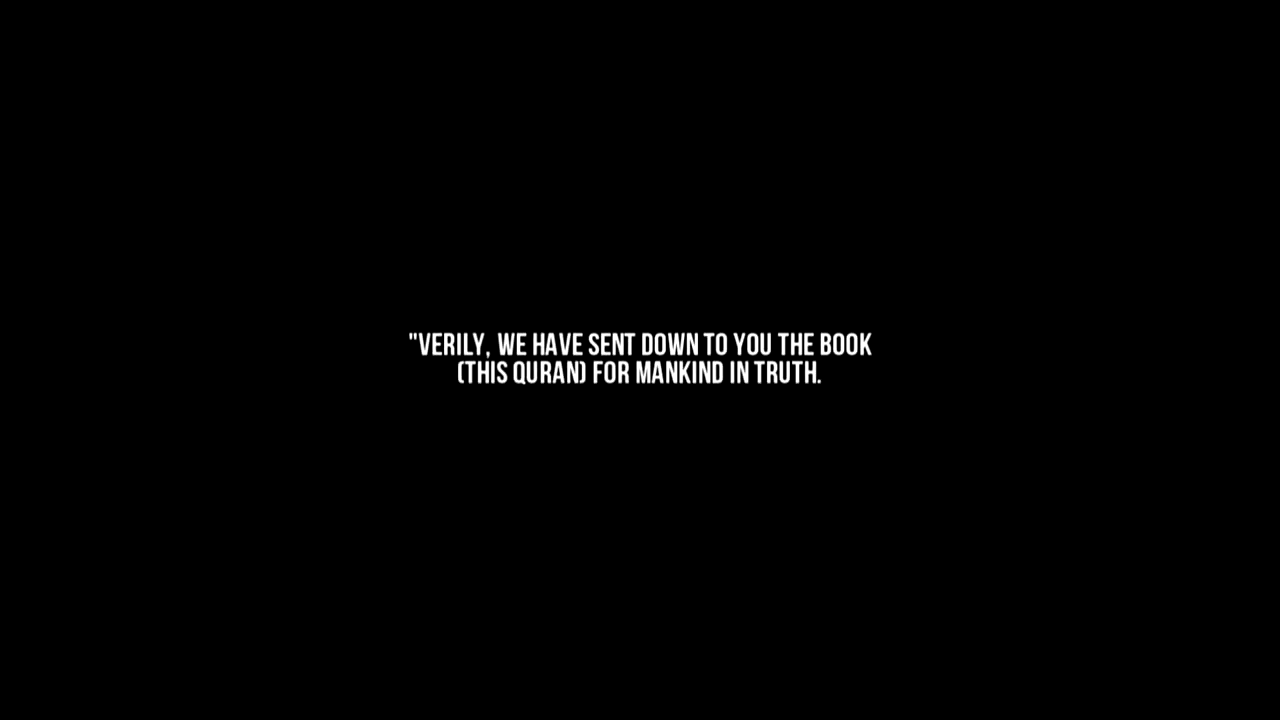 "VERILY, WE HAVE SENT DOWN TO YOU THE BOOK
(THIS QURAN) FOR MANKIND IN TRUTH.